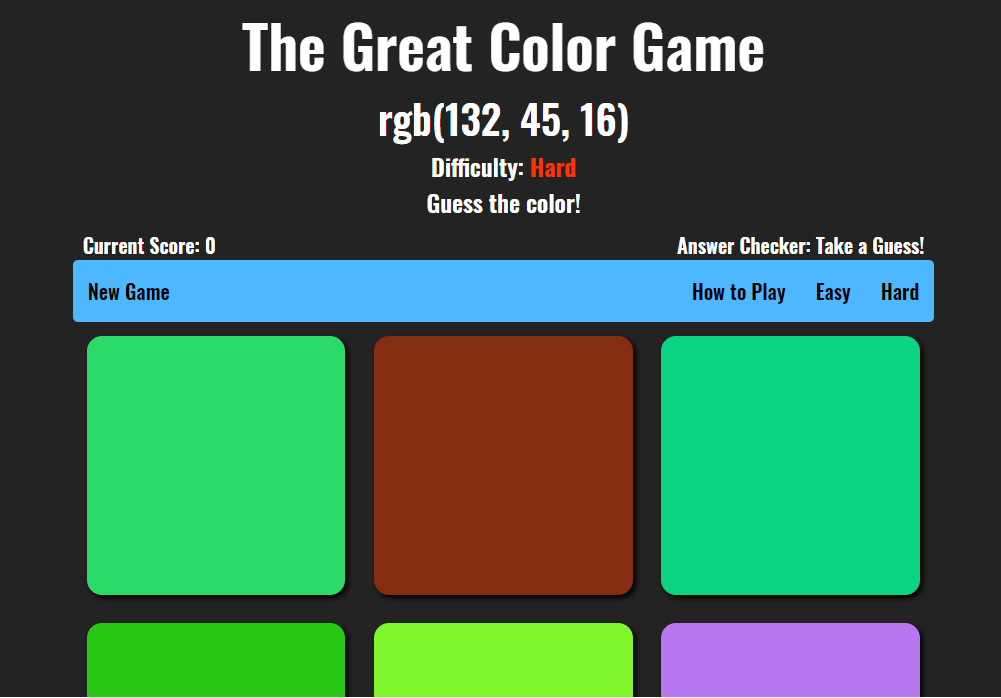 The Great Color Game
rgb(132, 45, 16)
Difficulty: Hard
Guess the color!
Current Score: 0 Answer Checker: Take a Guess!
New Game How to Play Easy Hard